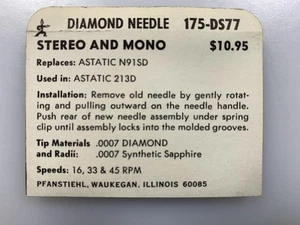 DIAMOND NEEDLE 175-DS77
STEREO AND MONO $10.95
Replaces: ASTATIC N91SD
Used in: ASTATIC 213D
Installation: Remove old needle by gently rotat-
ing and pulling outward on the needle handle.
Push rear of new needle assembly under spring
clip until assembly locks into the molded grooves.
Tip Materials .0007 DIAMOND
and Radii: .0007 Synthetic Sapphire
Speeds: 16, 33 & 45 RPM
PFANSTIEHL, WAUKEGAN, ILLINOIS 60085